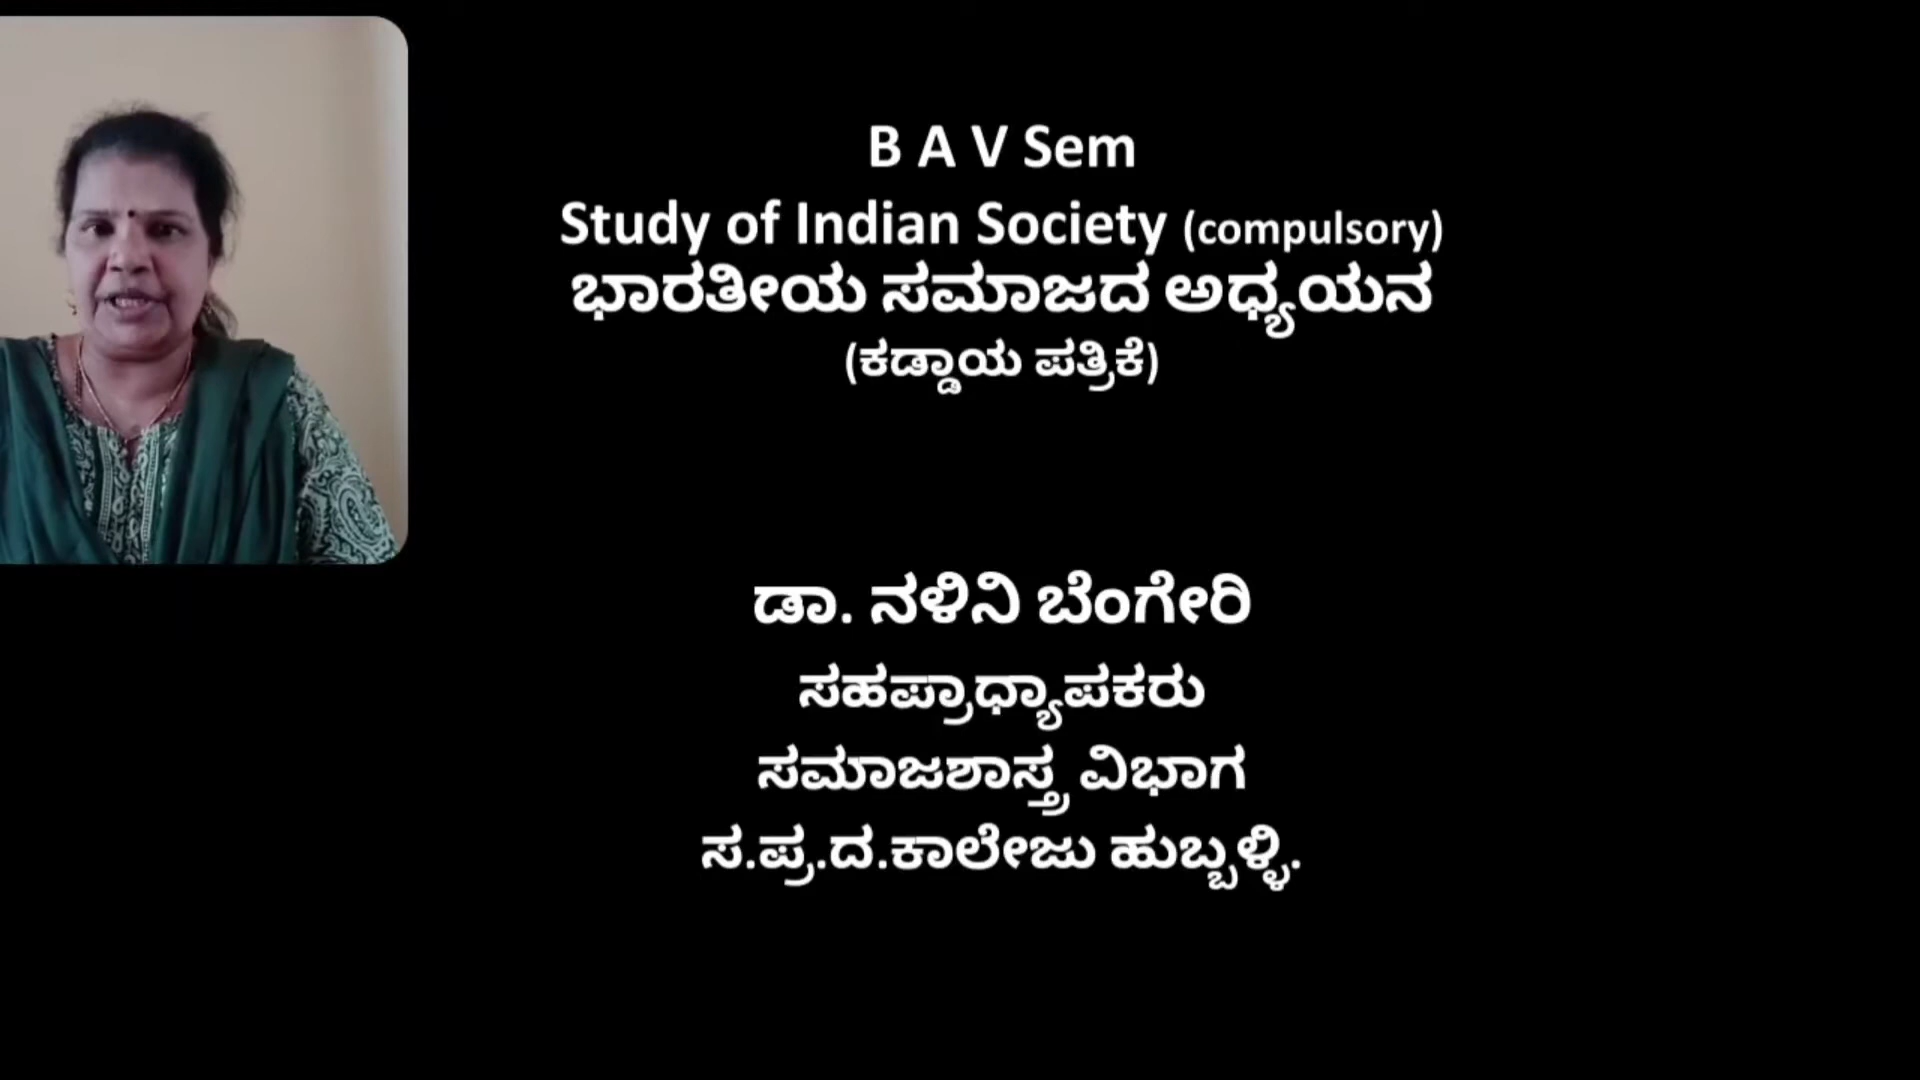 B A V Sem
Study of Indian Society (compulsory)
ಭಾರತೀಯ ಸಮಾಜದ ಅಧ್ಯಯನ
(ಕಡ್ಡಾಯ ಪತ್ರಿಕೆ)
ಡಾ. ನಳಿನಿ ಬೆಂಗೇರಿ
ಸಹಪ್ರಾಧ್ಯಾಪಕರು
ಸಮಾಜಶಾಸ್ತ್ರ ವಿಭಾಗ
ಸ.ಪ್ರ.ದ.ಕಾಲೇಜು ಹುಬ್ಬಳ್ಳಿ.